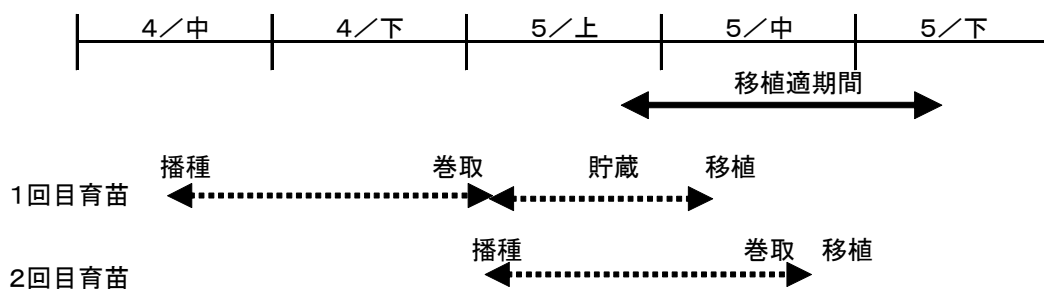 ４／中 ４／下 ５／上 ５／中 ５／下
移植適期間
播種 巻取 貯蔵 移植
１回目育苗
播種 巻取 移植
２回目育苗